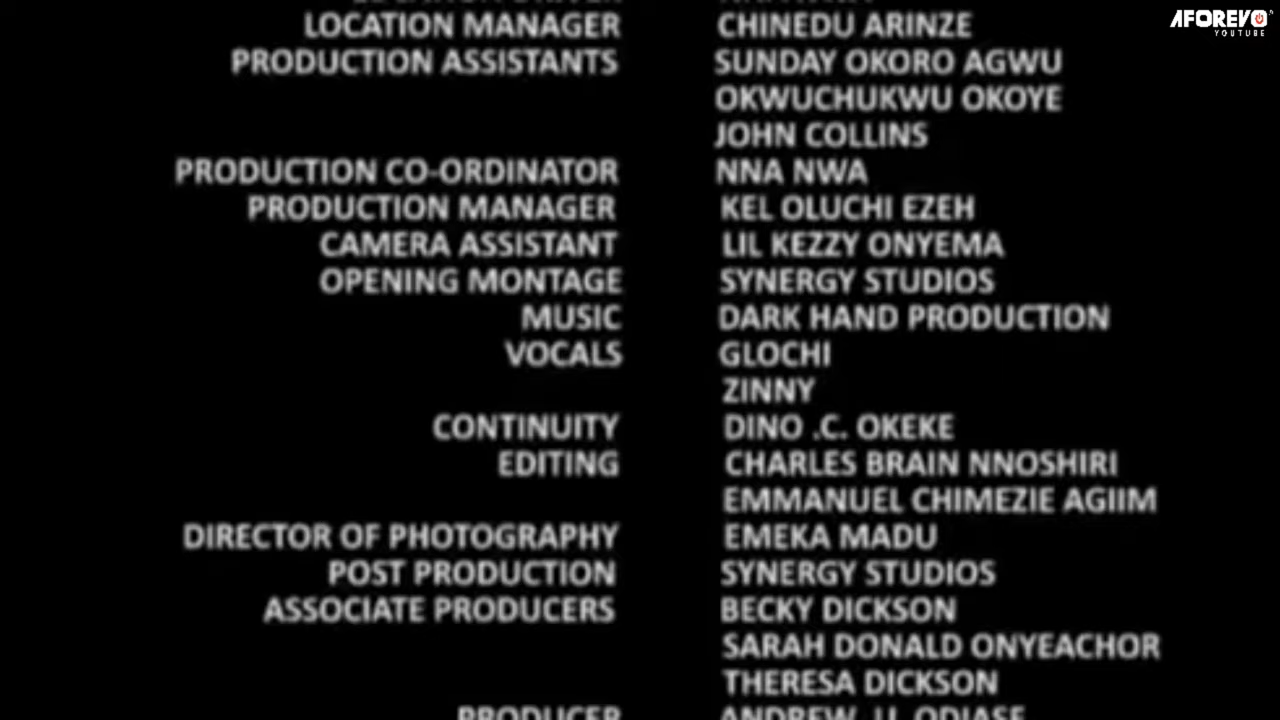 AFOREVO
YOUTUBE
LOCATION MANAGER CHINEDU ARINZE
PRODUCTION ASSISTANTS SUNDAY OKORO AGWU
OKWUCHUKWU OKOYE
JOHN COLLINS
PRODUCTION CO-ORDINATOR NNA NWA
PRODUCTION MANAGER KEL OLUCHI EZEH
CAMERA ASSISTANT LIL KEZZY ONYEMA
OPENING MONTAGE SYNERGY STUDIOS
MUSIC DARK HAND PRODUCTION
VOCALS GLOCHI
ZINNY
CONTINUITY DINO .C. OKEKE
EDITING CHARLES BRAIN NNOSHIRI
EMMANUEL CHIMEZIE AGIIM
DIRECTOR OF PHOTOGRAPHY EMEKA MADU
POST PRODUCTION SYNERGY STUDIOS
ASSOCIATE PRODUCERS BECKY DICKSON
SARAH DONALD ONYEACHOR
THERESA DICKSON
PRODUCER ANDREW .U. ODIASE